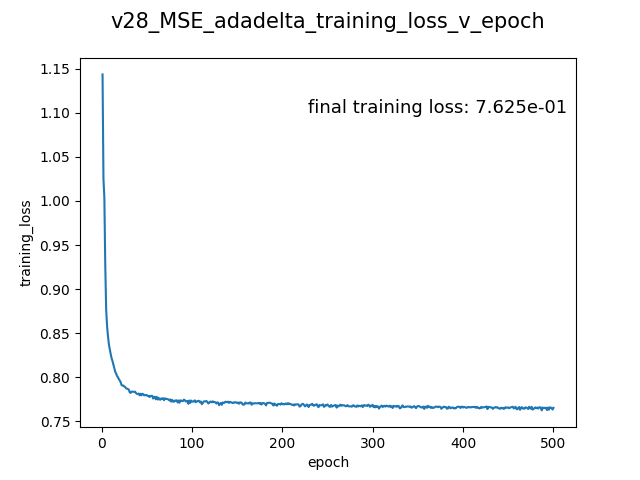 v28_MSE_adadelta_training_loss_v_epoch
final training loss: 7.625e-01
training_loss
1.15
1.10
1.05
1.00
0.95
0.90
0.85
0.80
0.75
0 100 200 300 400 500
epoch